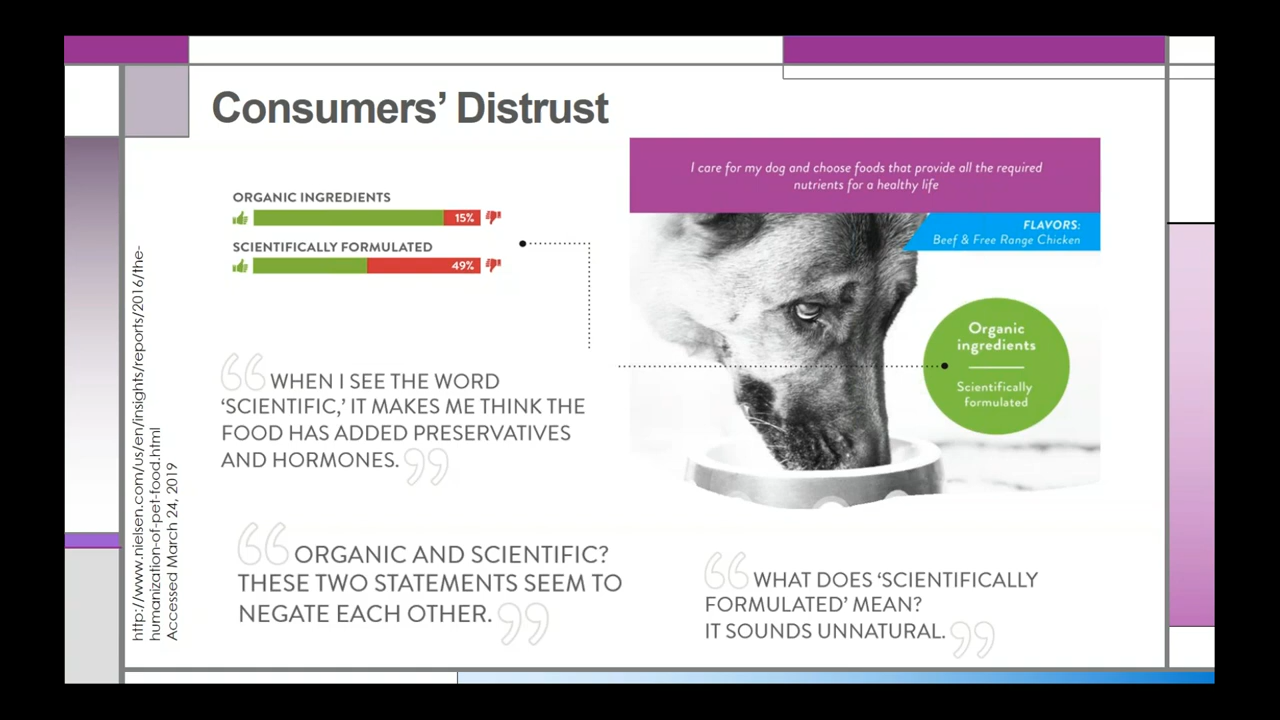 Consumers' Distrust
ORGANIC INGREDIENTS
15%
SCIENTIFICALLY FORMULATED
49%
I care for my dog and choose foods that provide all the required
nutrients for a healthy life
FLAVORS:
Beef & Free Range Chicken
Organic
ingredients
Scientifically
formulated
“WHEN I SEE THE WORD
‘SCIENTIFIC,’ IT MAKES ME THINK THE
FOOD HAS ADDED PRESERVATIVES
AND HORMONES.”
“ORGANIC AND SCIENTIFIC?
THESE TWO STATEMENTS SEEM TO
NEGATE EACH OTHER.”
“WHAT DOES ‘SCIENTIFICALLY
FORMULATED’ MEAN?
IT SOUNDS UNNATURAL.”
http://www.nielsen.com/us/en/insights/reports/2016/the-
humanization-of-pet-food.html
Accessed March 24, 2019